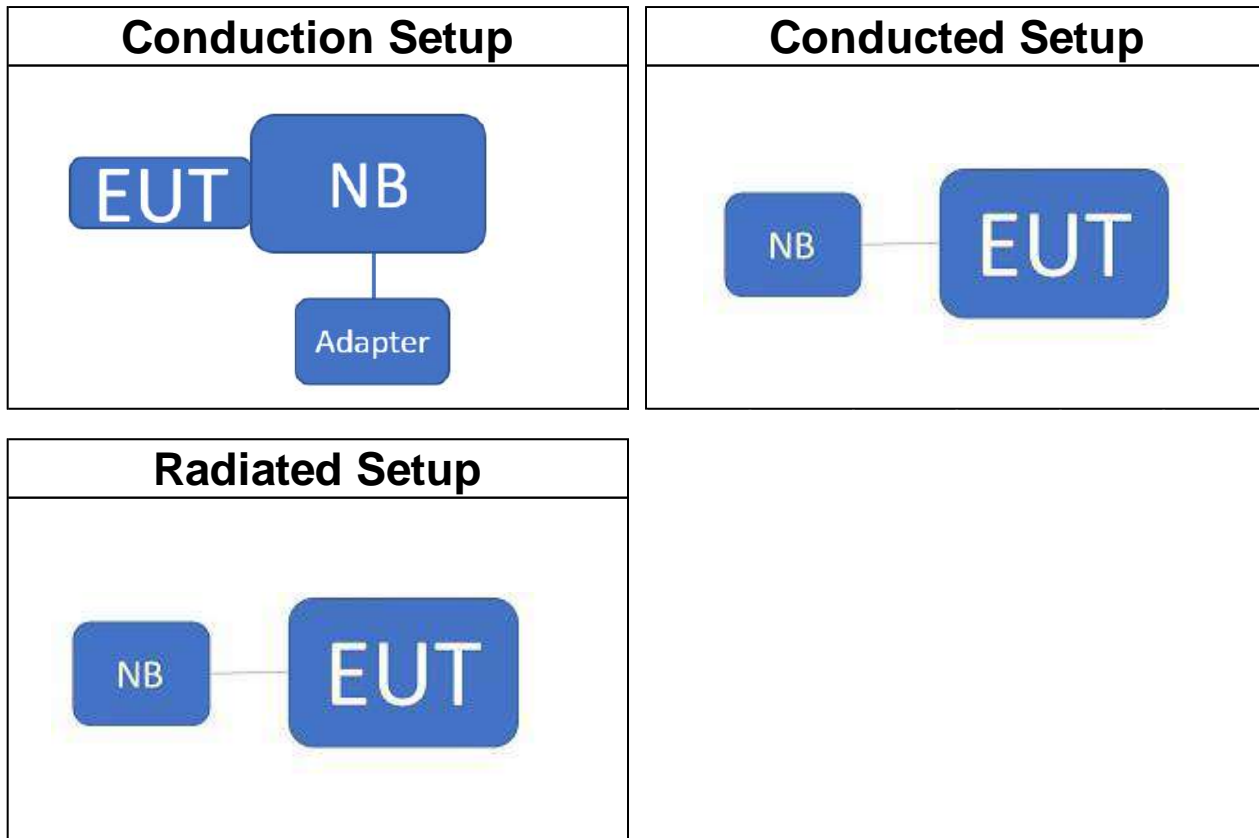 Conduction Setup
EUT
NB
Adapter
Conducted Setup
NB
EUT
Radiated Setup
NB
EUT